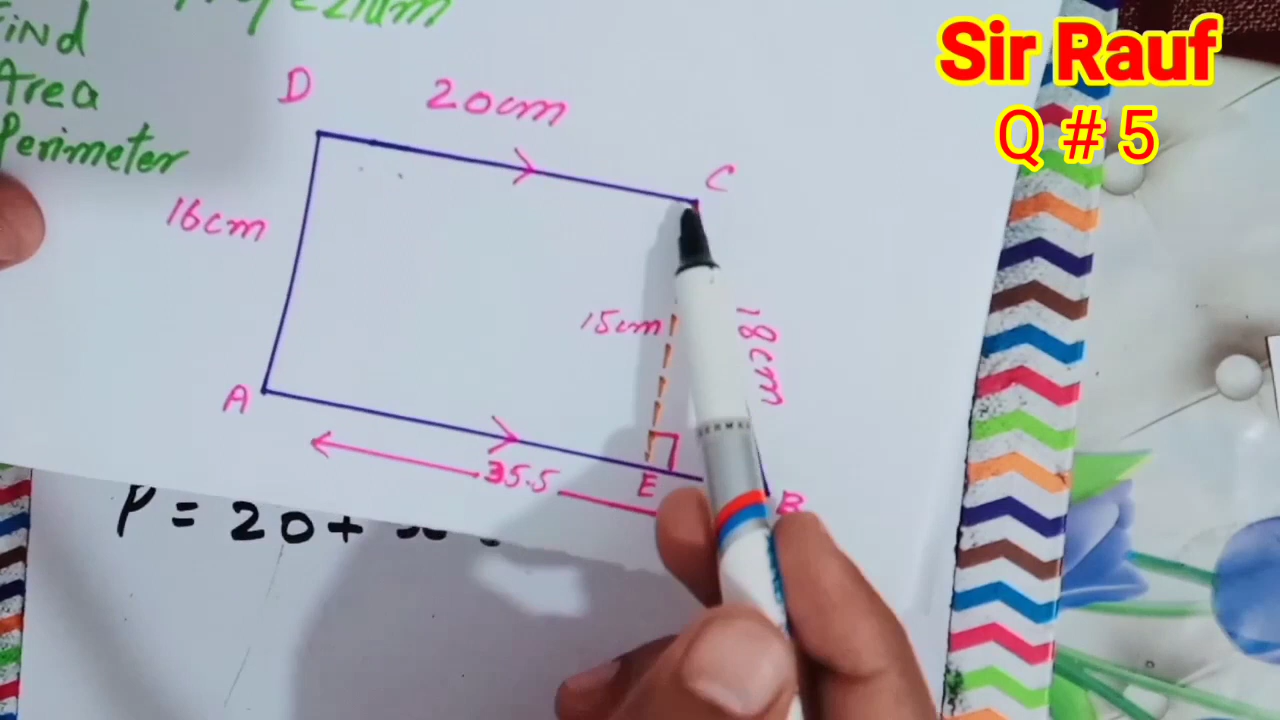 Find
Area
Perimeter
Sir Rauf
Q # 5
D
20cm
C
16cm
15cm
18cm
A
35.5
E
B
P = 20 +